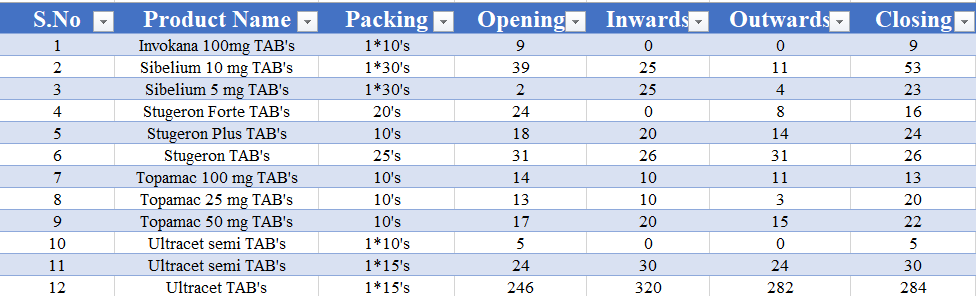 S.No Product Name Packing Opening Inwards Outwards Closing
1 Invokana 100mg TAB's 1*10's 9 0 0 9
2 Sibelium 10 mg TAB's 1*30's 39 25 11 53
3 Sibelium 5 mg TAB's 1*30's 2 25 4 23
4 Stugeron Forte TAB's 20's 24 0 8 16
5 Stugeron Plus TAB's 10's 18 20 14 24
6 Stugeron TAB's 25's 31 26 31 26
7 Topamac 100 mg TAB's 10's 14 10 11 13
8 Topamac 25 mg TAB's 10's 13 10 3 20
9 Topamac 50 mg TAB's 10's 17 20 15 22
10 Ultracet semi TAB's 1*10's 5 0 0 5
11 Ultracet semi TAB's 1*15's 24 30 24 30
12 Ultracet TAB's 1*15's 246 320 282 284